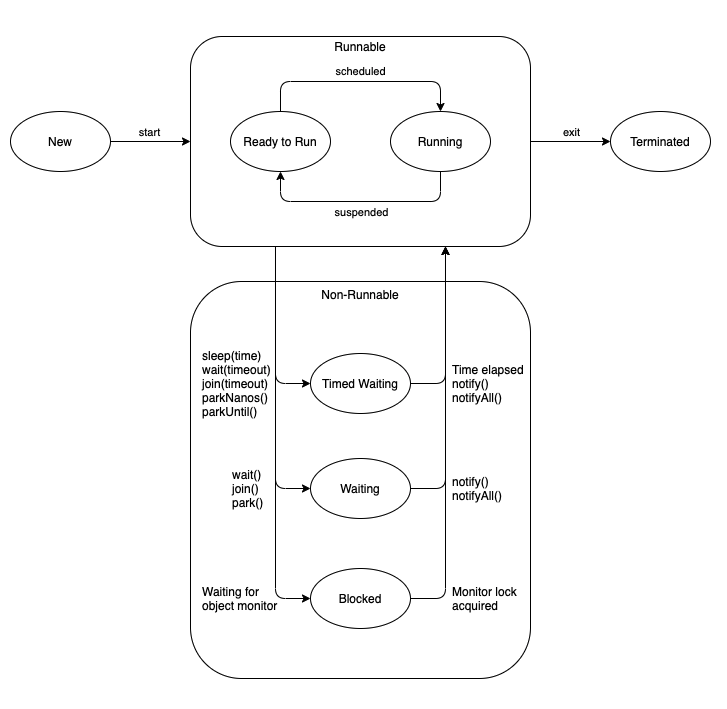 Runnable
scheduled
New
start
Ready to Run
Running
exit
Terminated
suspended
Non-Runnable
sleep(time)
wait(timeout)
join(timeout)
parkNanos()
parkUntil()
Timed Waiting
Time elapsed
notify()
notifyAll()
wait()
join()
park()
Waiting
notify()
notifyAll()
Waiting for
object monitor
Blocked
Monitor lock
acquired